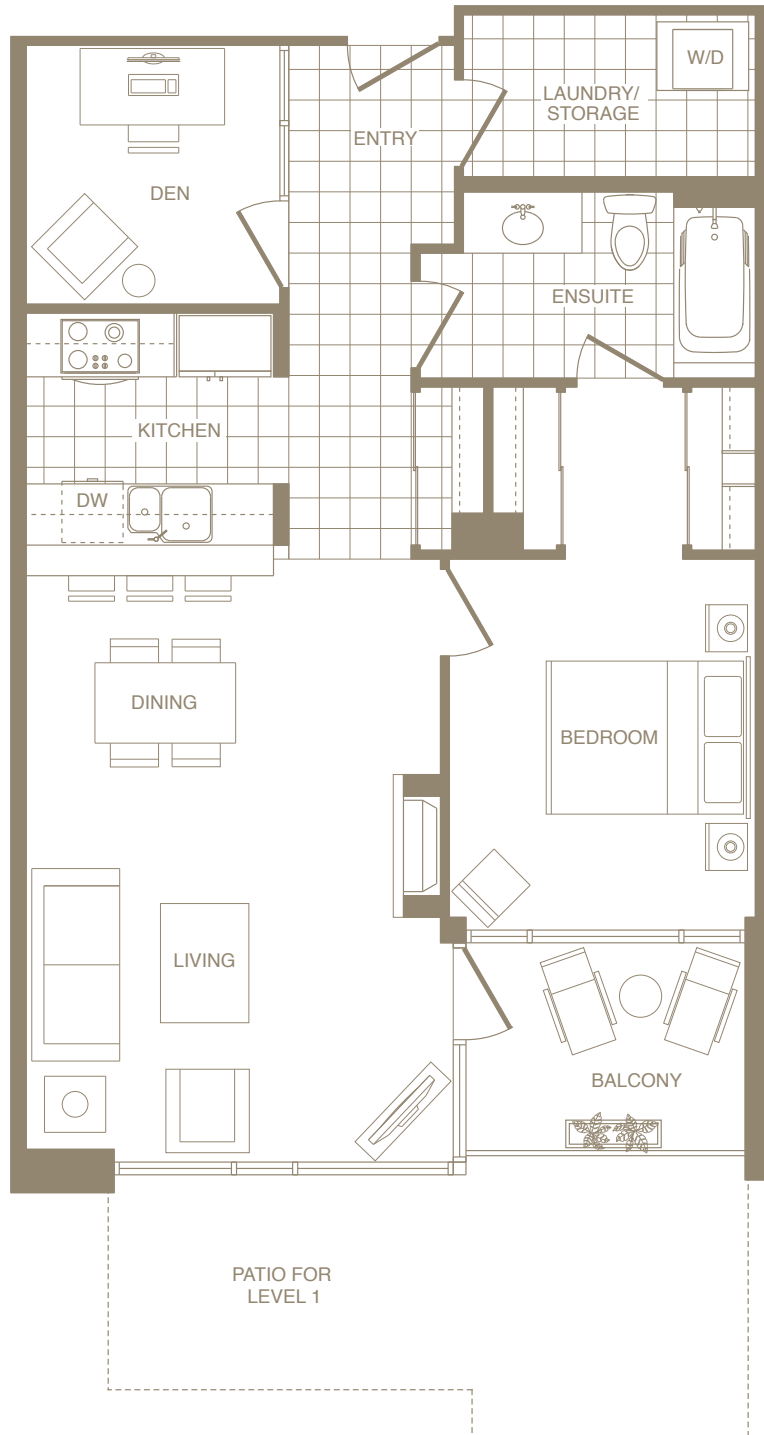 W/D
LAUNDRY/
STORAGE
ENTRY
DEN
ENSUITE
KITCHEN
DW
DINING
BEDROOM
LIVING
BALCONY
PATIO FOR
LEVEL 1